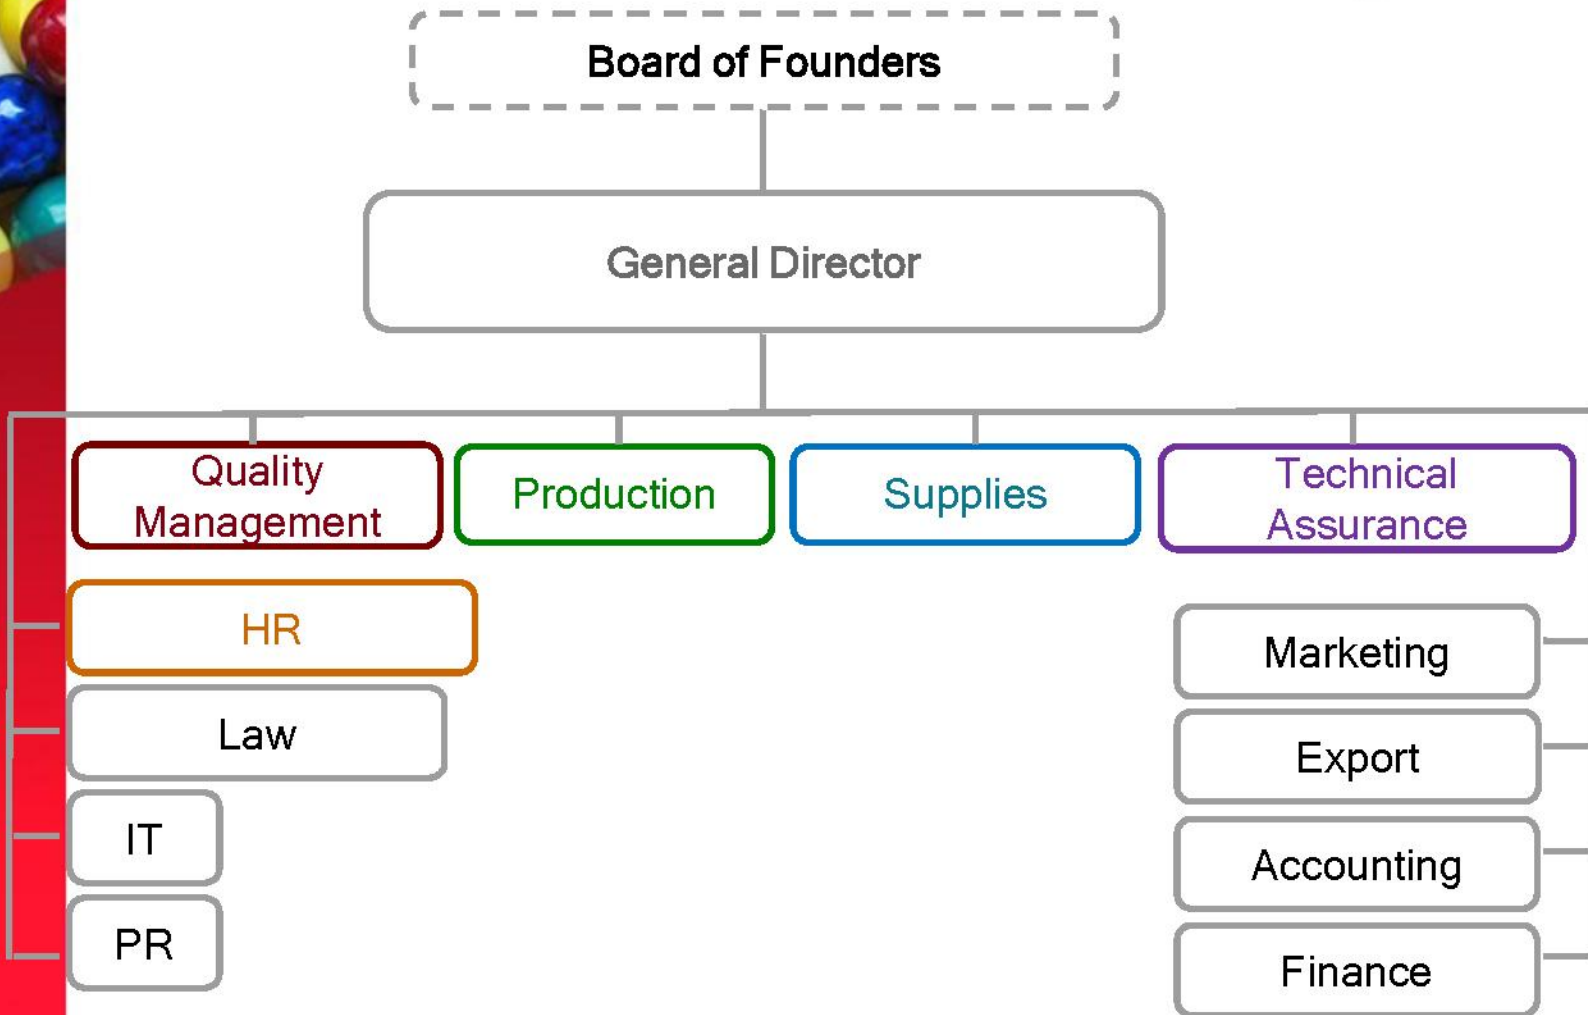 Board of Founders
General Director
Quality
Management
Production
Supplies
Technical
Assurance
HR
Law
IT
PR
Marketing
Export
Accounting
Finance